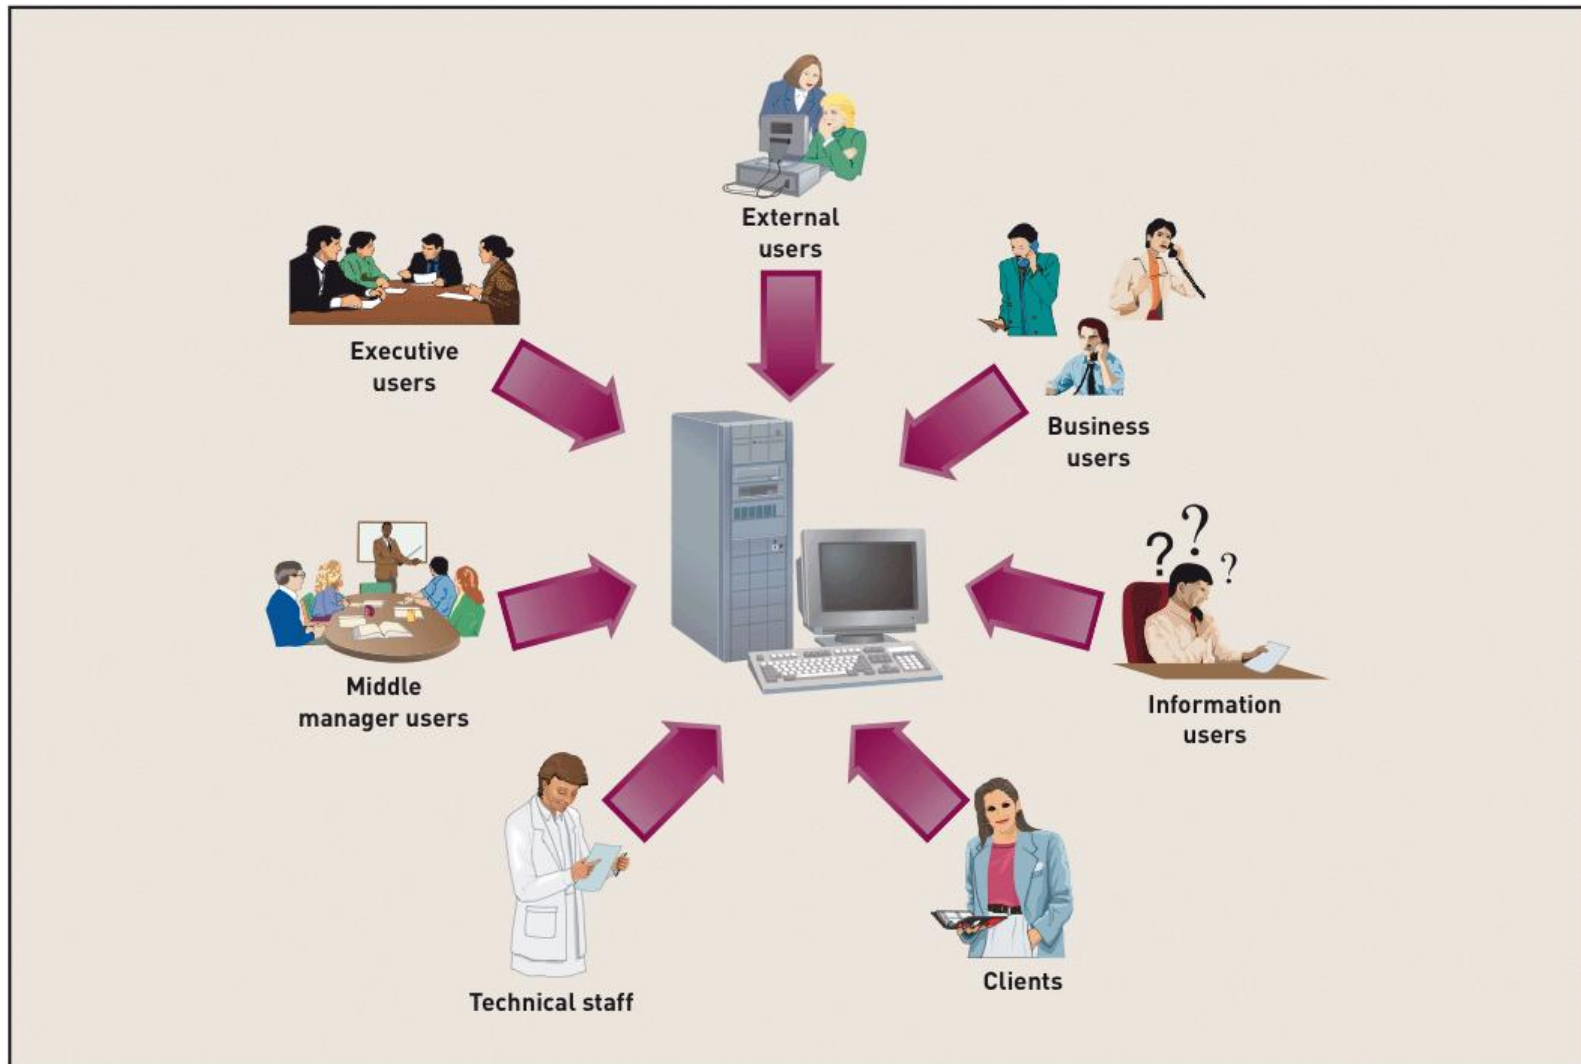 External
users
Executive
users
Business
users
? ? ?
Middle
manager users
Information
users
Technical staff
Clients